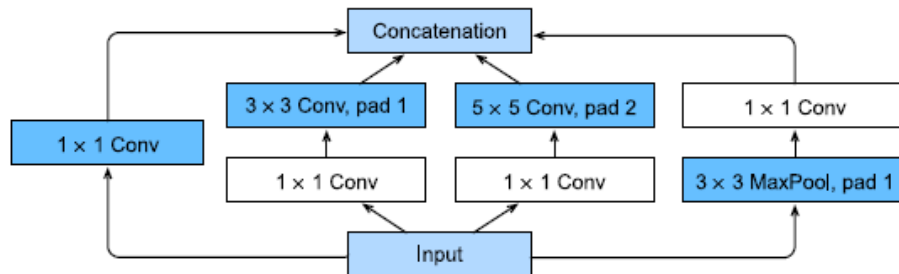 Concatenation
3 × 3 Conv, pad 1
5 × 5 Conv, pad 2
1 × 1 Conv
1 × 1 Conv
1 × 1 Conv
1 × 1 Conv
3 × 3 MaxPool, pad 1
Input